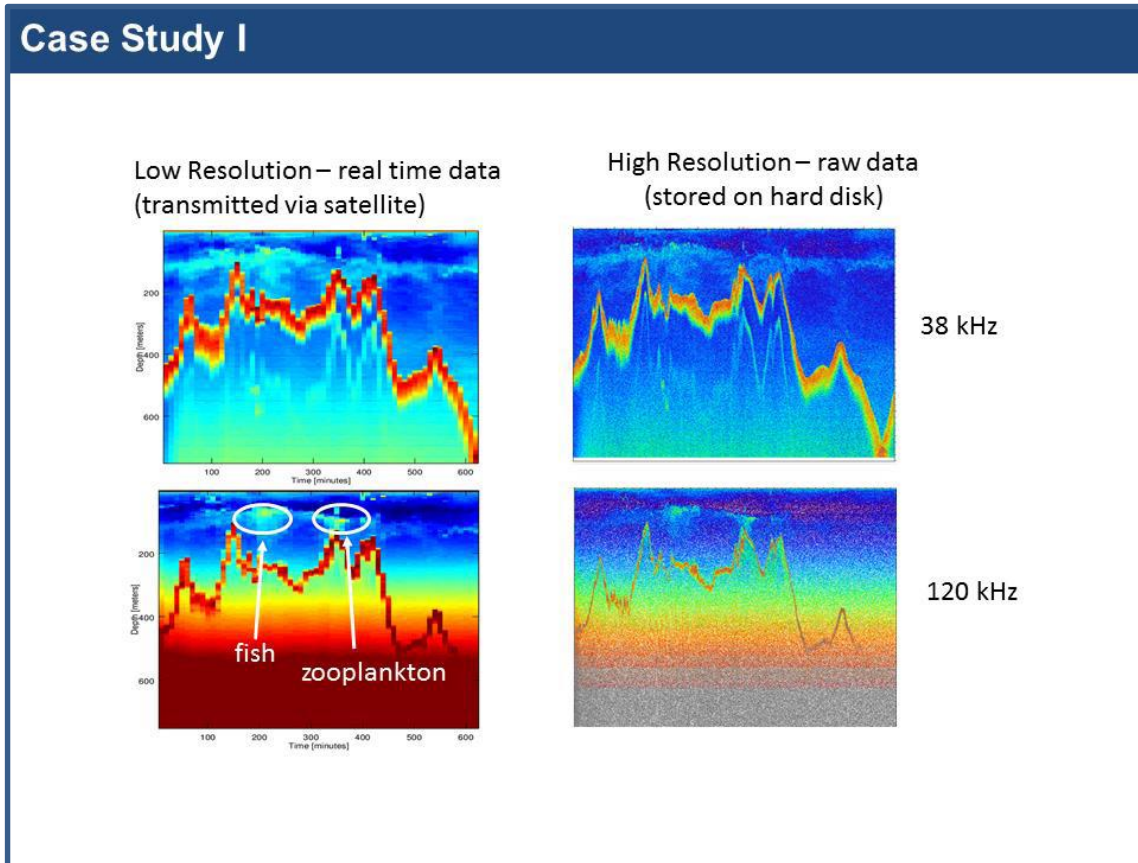 Case Study I
Low Resolution – real time data
(transmitted via satellite)
High Resolution – raw data
(stored on hard disk)
200
400
600
Depth [meters]
100 200 300 400 500 600
Time [minutes]
38 kHz
200
400
600
Depth [meters]
fish
zooplankton
100 200 300 400 500 600
Time [minutes]
120 kHz